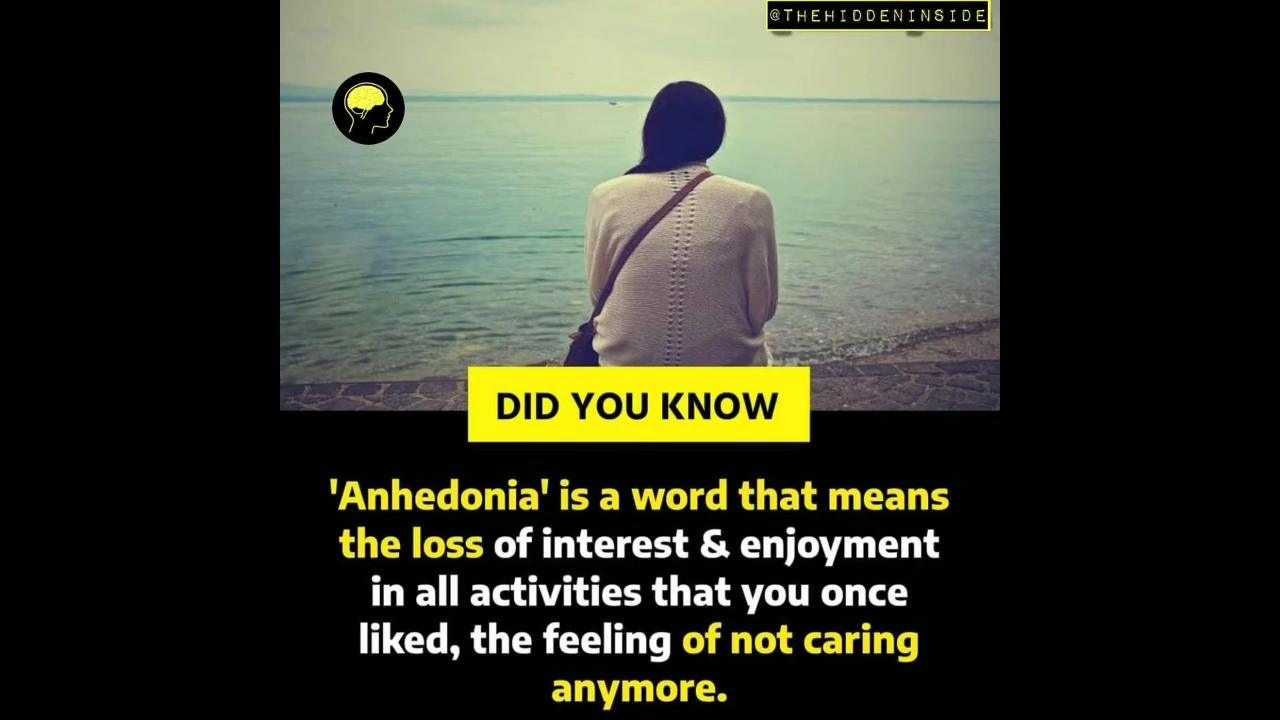 @THEHIDDENINSIDE
DID YOU KNOW
'Anhedonia' is a word that means
the loss of interest & enjoyment
in all activities that you once
liked, the feeling of not caring
anymore.